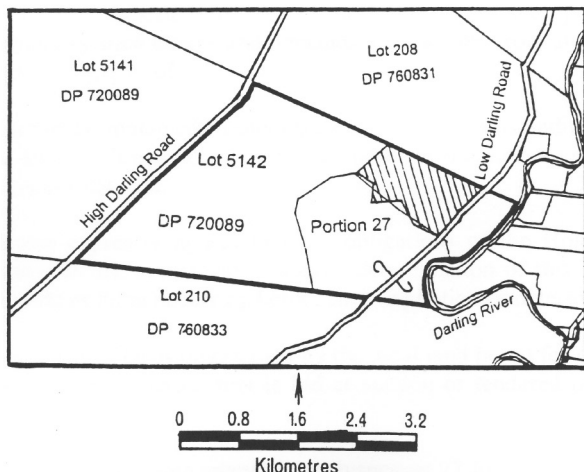 Lot 5141
DP 720089
Lot 208
DP 760831
High Darling Road
Low Darling Road
Lot 5142
DP 720089
Portion 27
Lot 210
DP 760833
Darling River
0 0.8 1.6 2.4 3.2
Kilometres